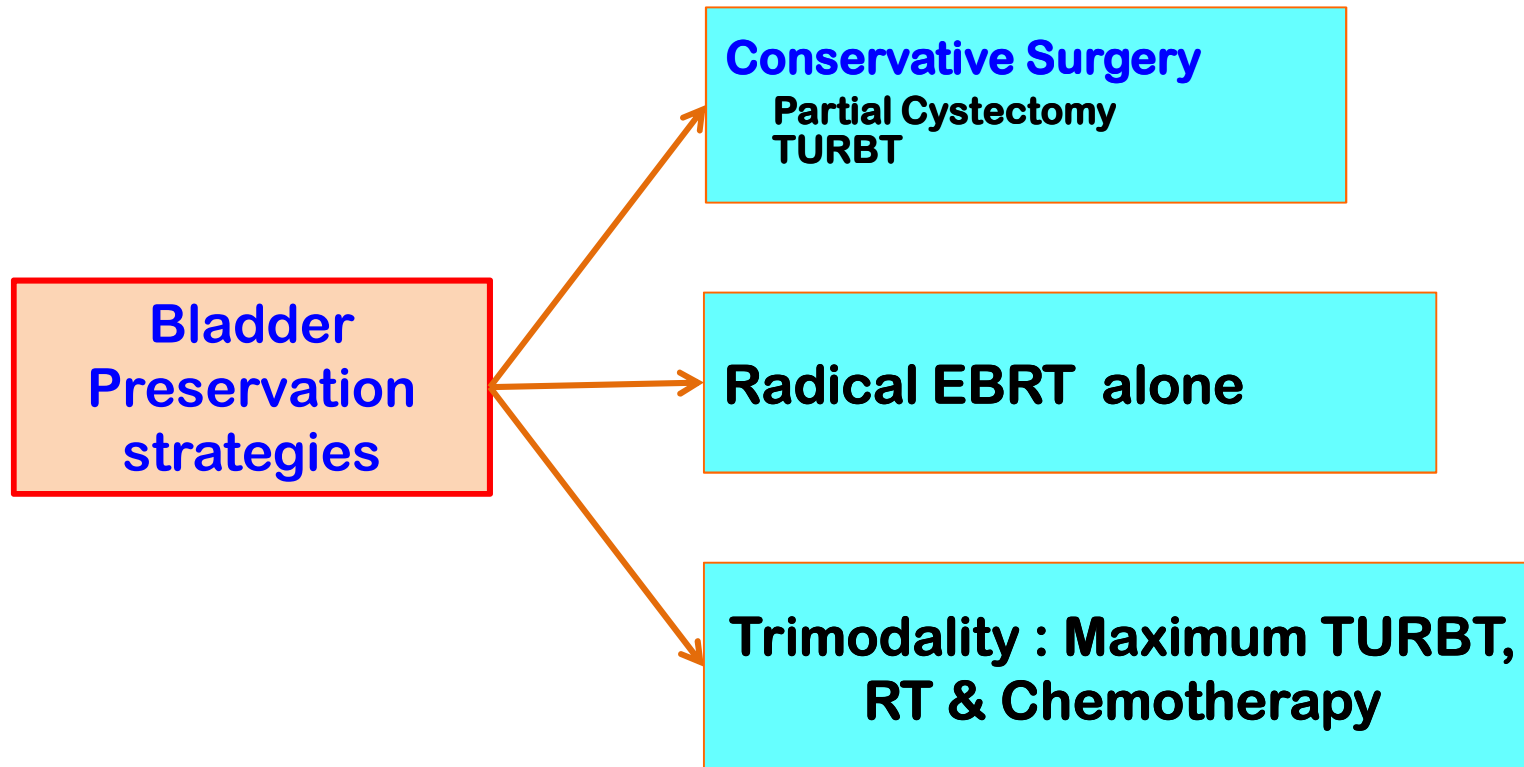 Conservative Surgery
Partial Cystectomy
TURBT
Bladder
Preservation
strategies
Radical EBRT alone
Trimodality : Maximum TURBT,
RT & Chemotherapy